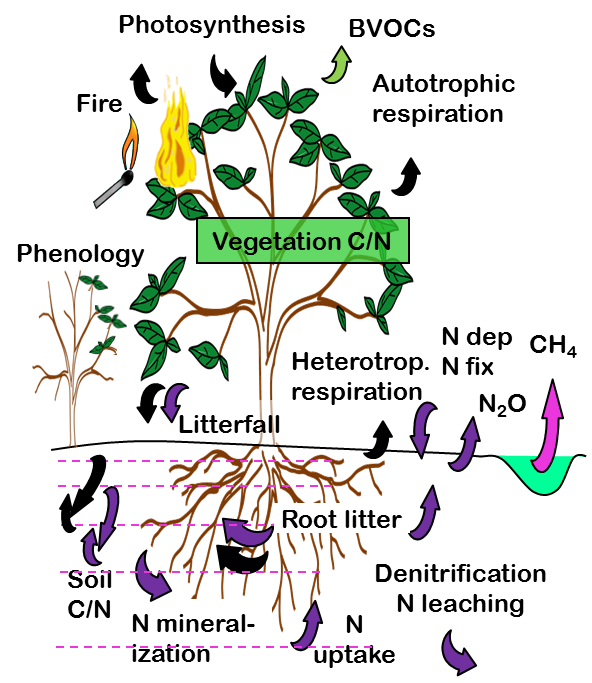 Photosynthesis
BVOCs
Fire
Autotrophic
respiration
Vegetation C/N
Phenology
N dep
N fix
CH₄
Heterotrop.
respiration
N₂O
Litterfall
Root litter
Soil
C/N
Denitrification
N leaching
N mineral-
ization
N
uptake